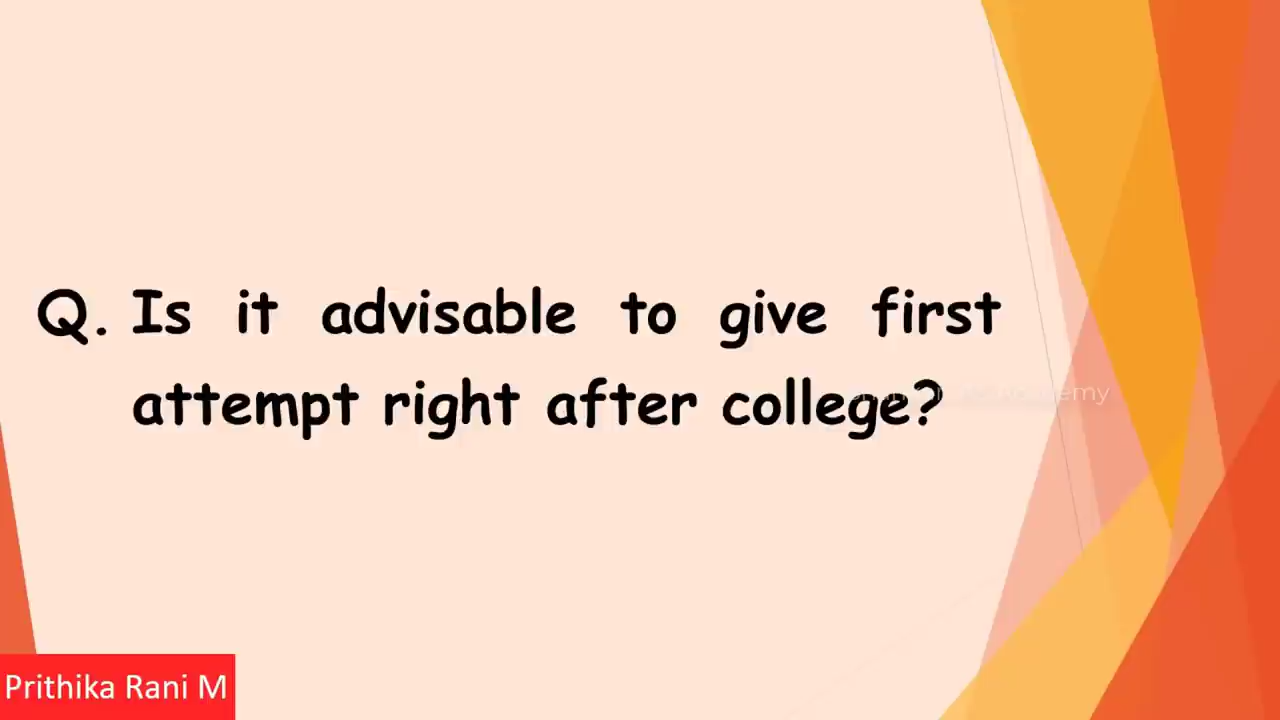 Q. Is it advisable to give first
attempt right after college?
Prithika Rani M